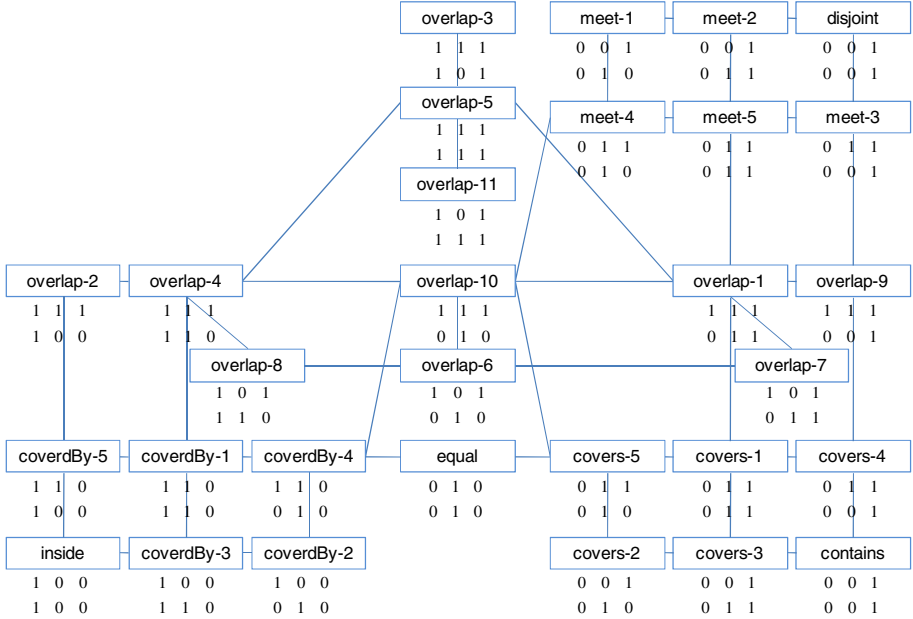 overlap-3 meet-1 meet-2 disjoint
1 1 1 0 0 1 0 0 1 0 0 1
1 0 1 0 1 0 0 1 1 0 0 1
overlap-5 meet-4 meet-5 meet-3
1 1 1 0 1 1 0 1 1 0 1 1
1 1 1 0 1 0 0 1 1 0 0 1
overlap-11
1 0 1
1 1 1
overlap-2 overlap-4 overlap-10 overlap-1 overlap-9
1 1 1 1 1 1 1 1 1 1 1 1 1 1 1
1 0 0 1 1 0 0 1 0 0 1 1 0 0 1
overlap-8 overlap-6 overlap-7
1 0 1 1 0 1 1 0 1
1 1 0 0 1 0 0 1 1
coverdBy-5 coverdBy-1 coverdBy-4 equal covers-5 covers-1 covers-4
1 1 0 1 1 0 1 1 0 0 1 0 0 1 1 0 1 1 0 1 1
1 0 0 1 1 0 0 1 0 0 1 0 0 1 0 0 1 1 0 0 1
inside coverdBy-3 coverdBy-2 covers-2 covers-3 contains
1 0 0 1 0 0 1 0 0 0 0 1 0 0 1 0 0 1
1 0 0 1 1 0 0 1 0 0 1 0 0 1 1 0 0 1